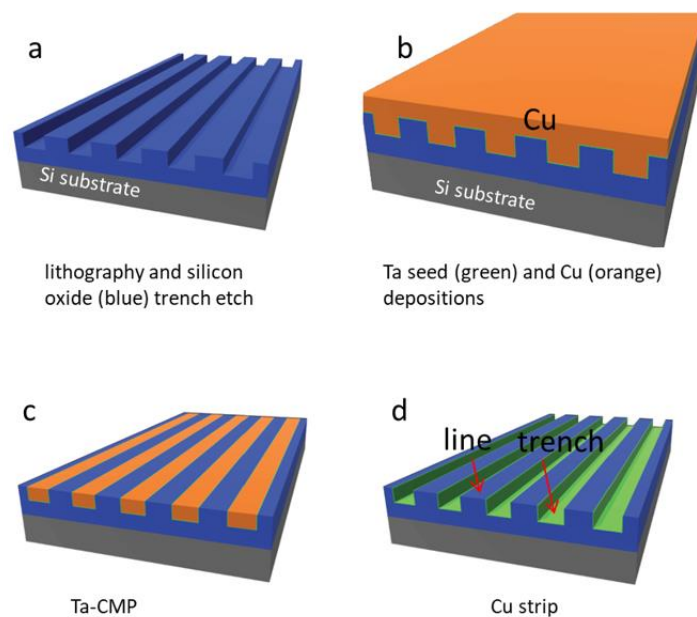 a
Si substrate
lithography and silicon
oxide (blue) trench etch
b
Cu
Si substrate
Ta seed (green) and Cu (orange)
depositions
c
Ta-CMP
d
line trench
Cu strip